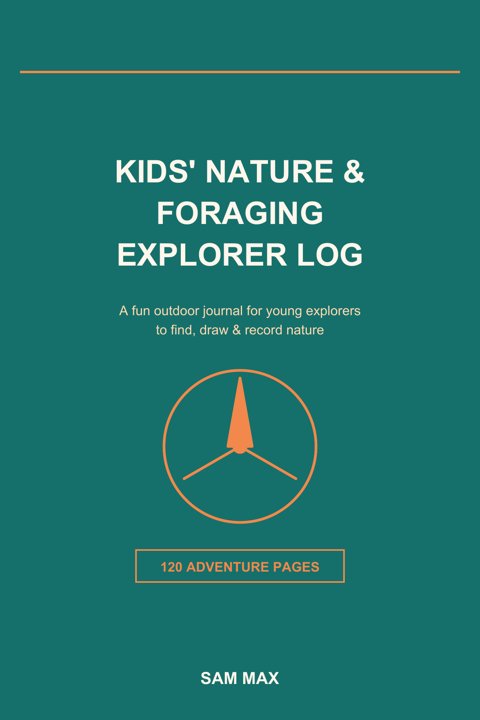 KIDS' NATURE &
FORAGING
EXPLORER LOG
A fun outdoor journal for young explorers
to find, draw & record nature
120 ADVENTURE PAGES
SAM MAX